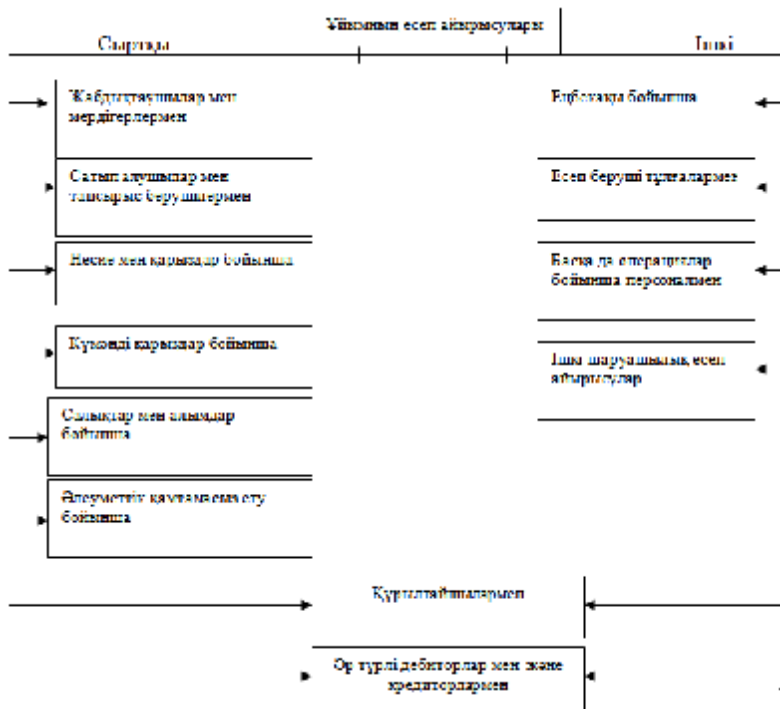 Ұйымның есеп айырысулары
Сыртқы
Ішкі
Жабдықтаушылар мен
мердігерлермен
Сатып алушылар мен
тапсырыс берушілермен
Несие мен қарыздар бойынша
Күмәнді қарыздар бойынша
Салықтар мен алымдар
бойынша
Әлеуметтік қамтамасыз ету
бойынша
Еңбекақы бойынша
Есеп беруші тұлғалармен
Басқа да операциялар
бойынша персоналмен
Ішкі шаруашылық есеп
айырысулар
Құрылтайшылармен
Әр түрлі дебиторлар мен және
кредиторлармен